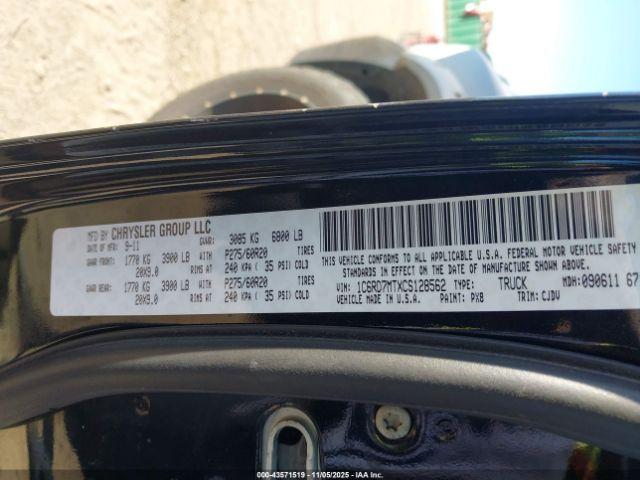 MFD BY CHRYSLER GROUP LLC
DATE OF MFR: 9-11 GVWR: 3085 KG 6800 LB
GAWR FRONT: 1770 KG 3900 LB WITH P275/60R20 TIRES
20X9.0 RIMS AT 240 KPA ( 35 PSI) COLD
GAWR REAR: 1770 KG 3900 LB WITH P275/60R20 TIRES
20X9.0 RIMS AT 240 KPA ( 35 PSI) COLD
THIS VEHICLE CONFORMS TO ALL APPLICABLE U.S.A. FEDERAL MOTOR VEHICLE SAFETY
STANDARDS IN EFFECT ON THE DATE OF MANUFACTURE SHOWN ABOVE.
VIN: 1C6RD7MTXCS128562 TYPE: TRUCK MDH: 090611 67
VEHICLE MADE IN U.S.A. PAINT: PX8 TRIM: CJDV
000-43571519 - 11/05/2025 - IAAI.COM